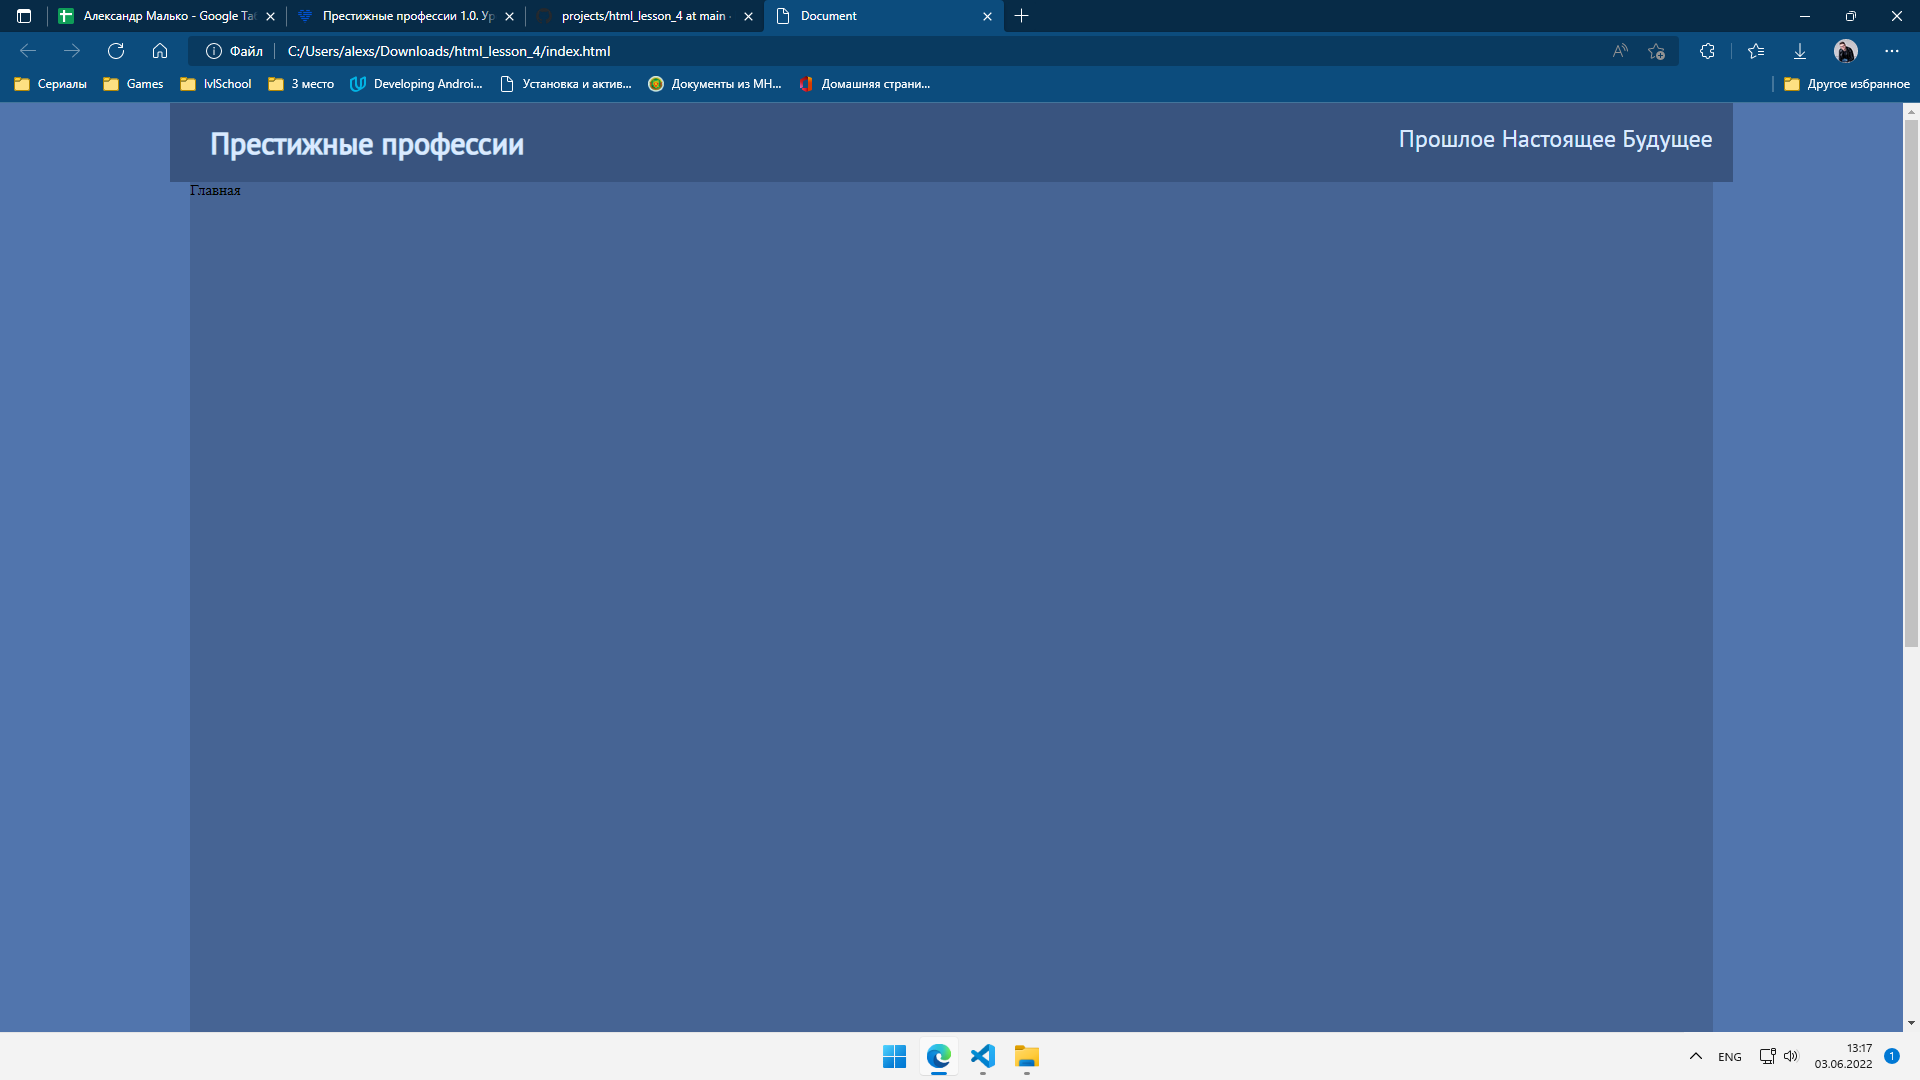 Александр Малько - Google Таб
Престижные профессии 1.0. Ур
projects/html_lesson_4 at main ·
Document
Файл
C:/Users/alexs/Downloads/html_lesson_4/index.html
Сериалы
Games
lvlSchool
3 место
Developing Androi...
Установка и актив...
Документы из МН...
Домашняя страни...
Другое избранное
Престижные профессии
Прошлое Настоящее Будущее
Главная
ENG
13:17
03.06.2022
1